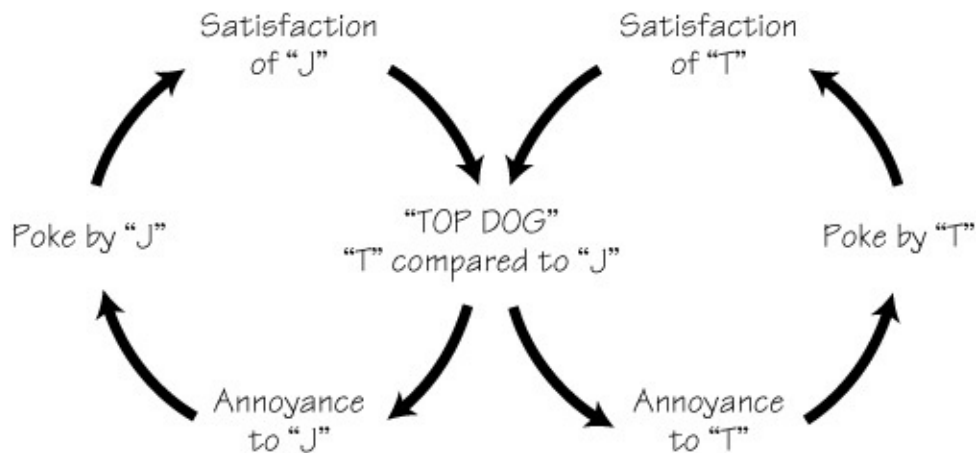 Satisfaction
of “J”
Satisfaction
of “T”
Poke by “J”
“TOP DOG”
“T” compared to “J”
Poke by “T”
Annoyance
to “J”
Annoyance
to “T”